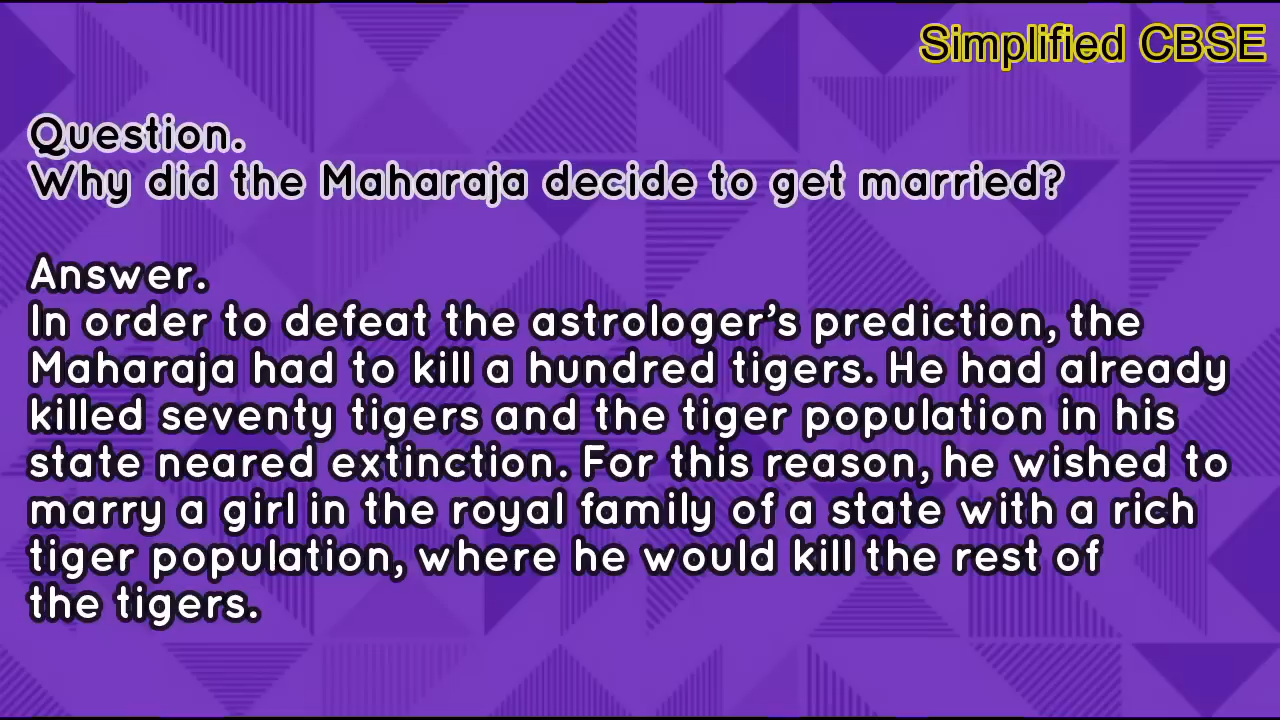 Simplified CBSE
Question.
Why did the Maharaja decide to get married?
Answer.
In order to defeat the astrologer’s prediction, the
Maharaja had to kill a hundred tigers. He had already
killed seventy tigers and the tiger population in his
state neared extinction. For this reason, he wished to
marry a girl in the royal family of a state with a rich
tiger population, where he would kill the rest of
the tigers.